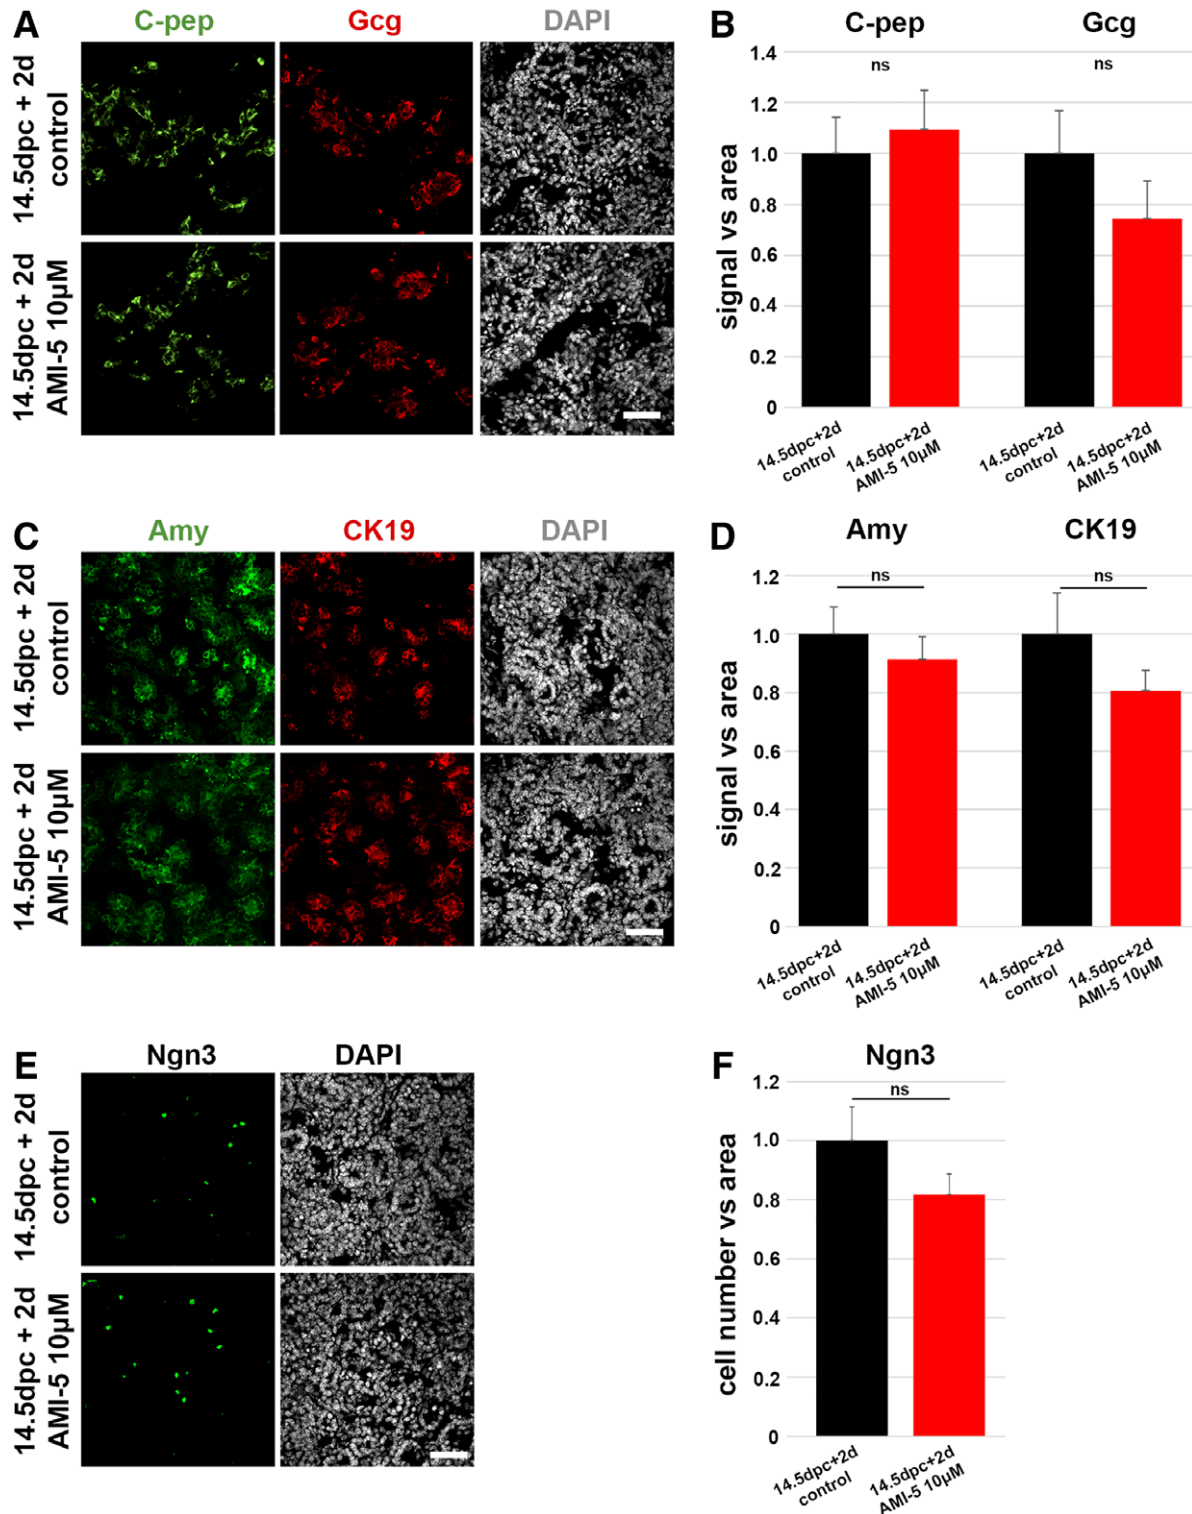 A
C-pep
Gcg
DAPI
14.5dpc + 2d
control
14.5dpc + 2d
AMI-5 10µM
B
C-pep
Gcg
1.4
1.2
1.0
0.8
0.6
0.4
0.2
0
signal vs area
ns
ns
14.5dpc+2d
control
14.5dpc+2d
AMI-5 10µM
14.5dpc+2d
control
14.5dpc+2d
AMI-5 10µM
C
Amy
CK19
DAPI
14.5dpc + 2d
control
14.5dpc + 2d
AMI-5 10µM
D
Amy
CK19
1.2
1.0
0.8
0.6
0.4
0.2
0
signal vs area
ns
ns
14.5dpc+2d
control
14.5dpc+2d
AMI-5 10µM
14.5dpc+2d
control
14.5dpc+2d
AMI-5 10µM
E
Ngn3
DAPI
14.5dpc + 2d
control
14.5dpc + 2d
AMI-5 10µM
F
Ngn3
1.2
1.0
0.8
0.6
0.4
0.2
0
cell number vs area
ns
14.5dpc+2d
control
14.5dpc+2d
AMI-5 10µM